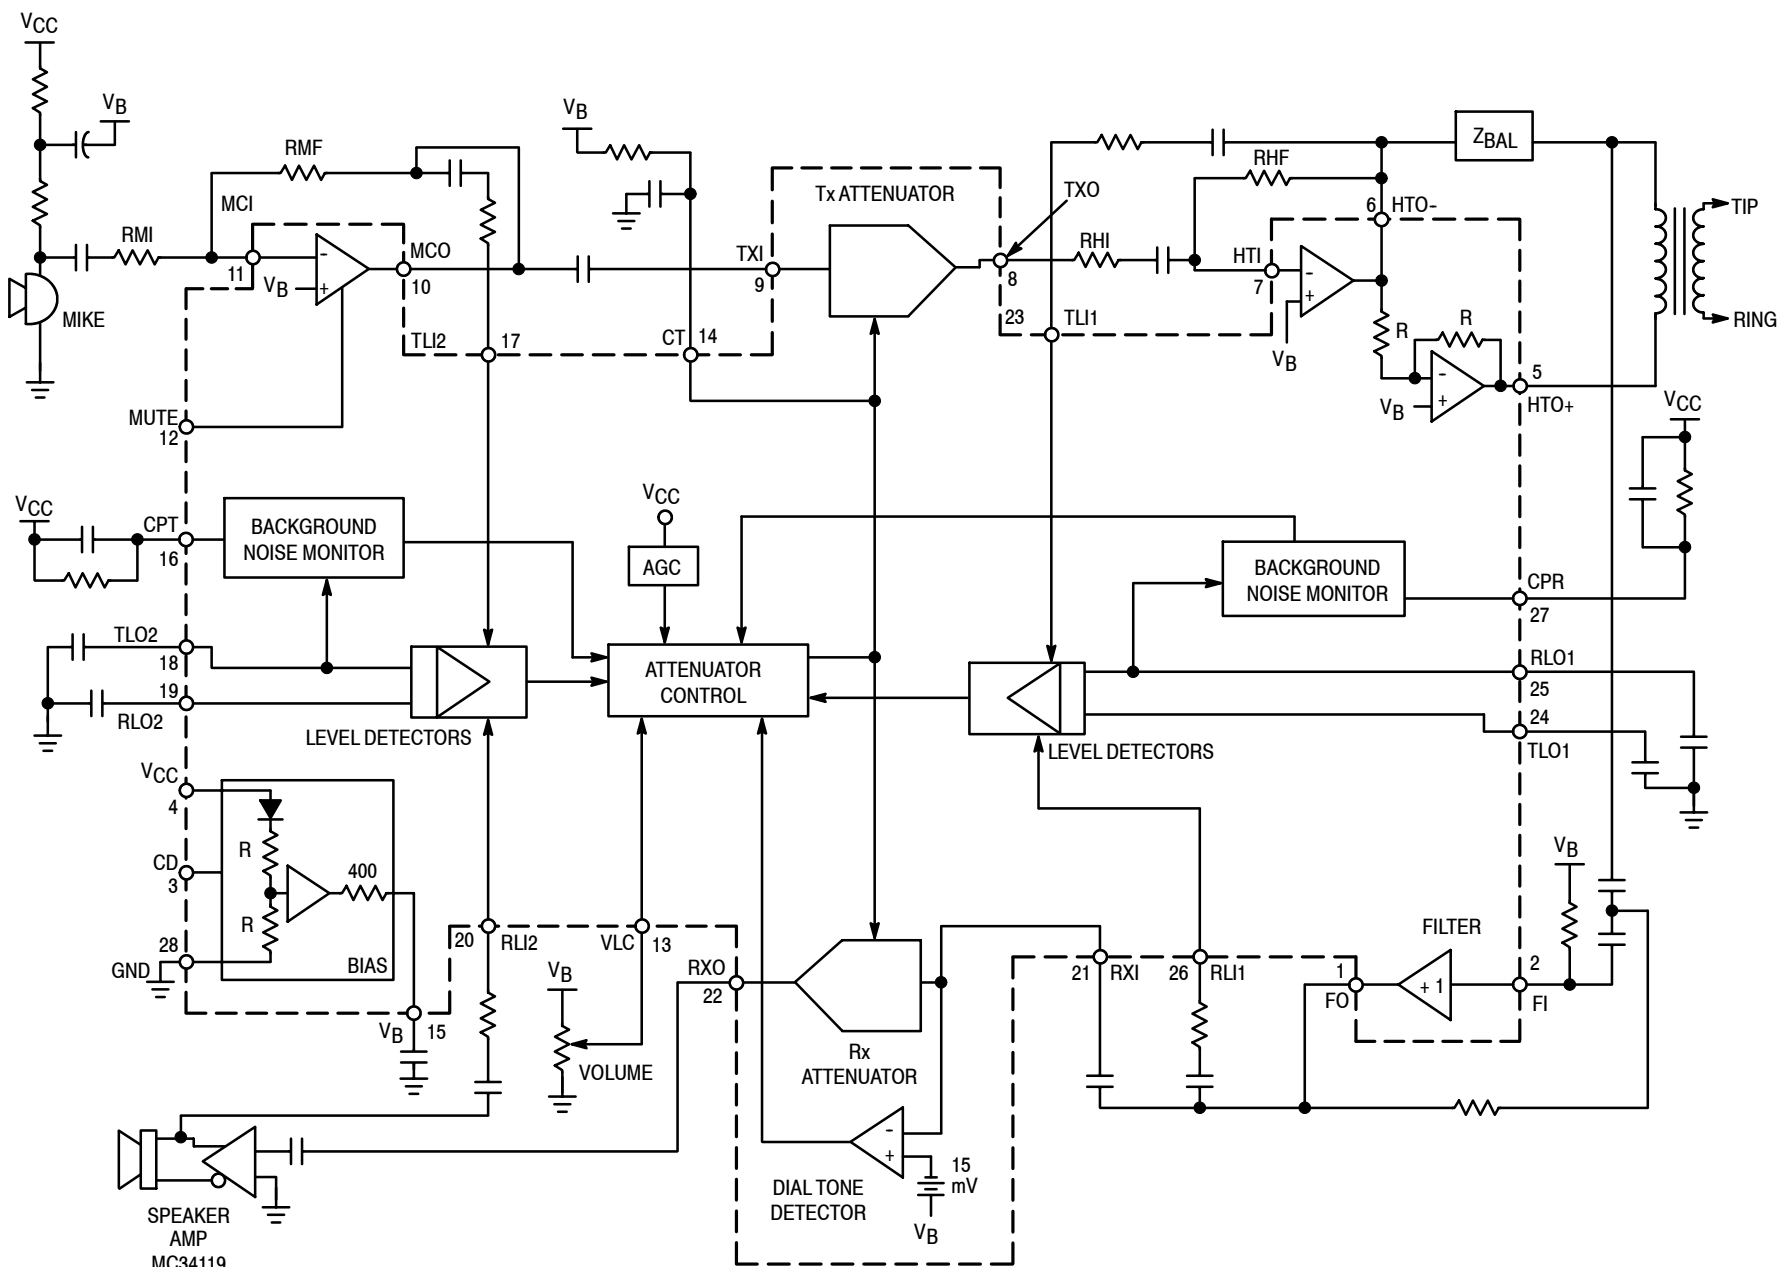 VCC
VB
VB
RMF
MCI
RMI
11
VB
-
+
MCO
10
MIKE
TLI2
17
CT
14
TXI
9
Tx ATTENUATOR
TXO
8
RHI
23
TLI1
RHF
ZBAL
6
HTO-
HTI
7
-
+
VB
R
R
-
+
VB
5
HTO+
TIP
RING
VCC
MUTE
12
VCC
CPT
16
BACKGROUND
NOISE MONITOR
VCC
AGC
BACKGROUND
NOISE MONITOR
CPR
27
TLO2
18
19
RLO2
LEVEL DETECTORS
ATTENUATOR
CONTROL
LEVEL DETECTORS
RLO1
25
24
TLO1
VCC
4
CD
3
28
GND
R
R
400
BIAS
VB
15
20
RLI2
VLC
13
VB
VOLUME
RXO
22
Rx
ATTENUATOR
21
RXI
26
RLI1
FILTER
1
FO
+ 1
2
FI
VB
-
+
15
mV
VB
DIAL TONE
DETECTOR
SPEAKER
AMP
MC34119